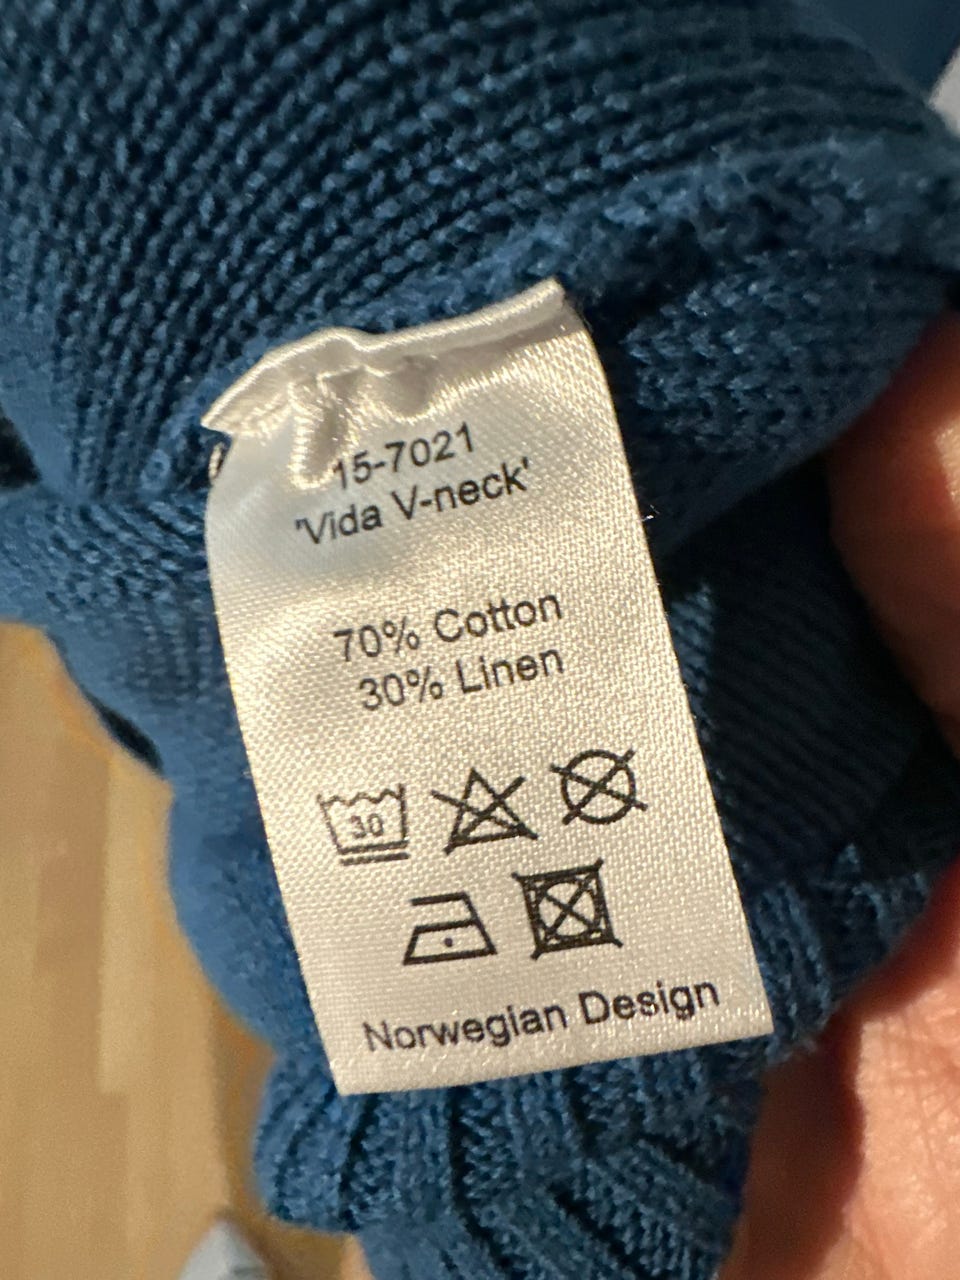 15-7021
'Vida V-neck'
70% Cotton
30% Linen
30
Norwegian Design